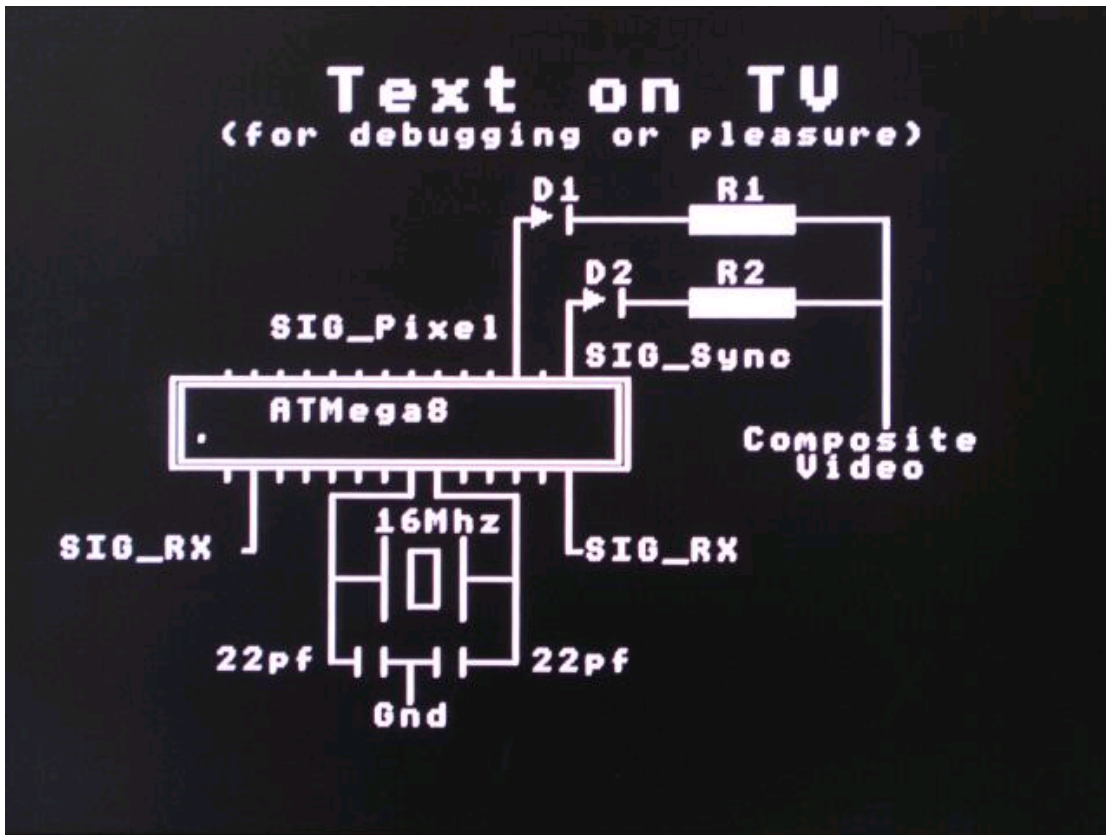 Text on TV
(for debugging or pleasure)
D1
R1
D2
R2
SIG_Pixel
SIG_Sync
ATMega8
Composite
Video
16Mhz
SIG_RX
SIG_RX
22pf
22pf
Gnd